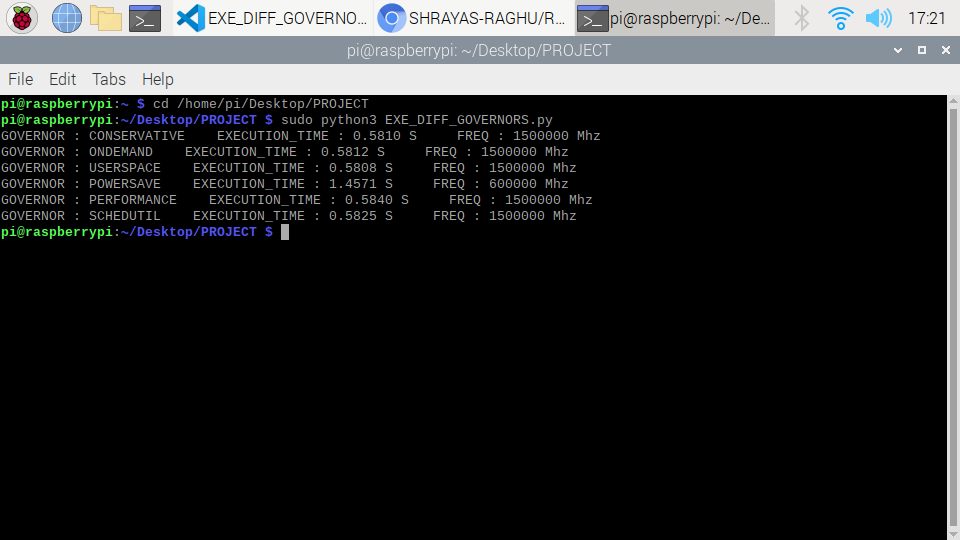 EXE_DIFF_GOVERNO... SHRAYAS-RAGHU/R... pi@raspberrypi: ~/De... 17:21
pi@raspberrypi: ~/Desktop/PROJECT
File Edit Tabs Help
pi@raspberrypi:~ $ cd /home/pi/Desktop/PROJECT
pi@raspberrypi:~/Desktop/PROJECT $ sudo python3 EXE_DIFF_GOVERNORS.py
GOVERNOR : CONSERVATIVE    EXECUTION_TIME : 0.5810 S     FREQ : 1500000 Mhz
GOVERNOR : ONDEMAND    EXECUTION_TIME : 0.5812 S     FREQ : 1500000 Mhz
GOVERNOR : USERSPACE    EXECUTION_TIME : 0.5808 S     FREQ : 1500000 Mhz
GOVERNOR : POWERSAVE    EXECUTION_TIME : 1.4571 S     FREQ : 600000 Mhz
GOVERNOR : PERFORMANCE    EXECUTION_TIME : 0.5840 S     FREQ : 1500000 Mhz
GOVERNOR : SCHEDUTIL    EXECUTION_TIME : 0.5825 S     FREQ : 1500000 Mhz
pi@raspberrypi:~/Desktop/PROJECT $